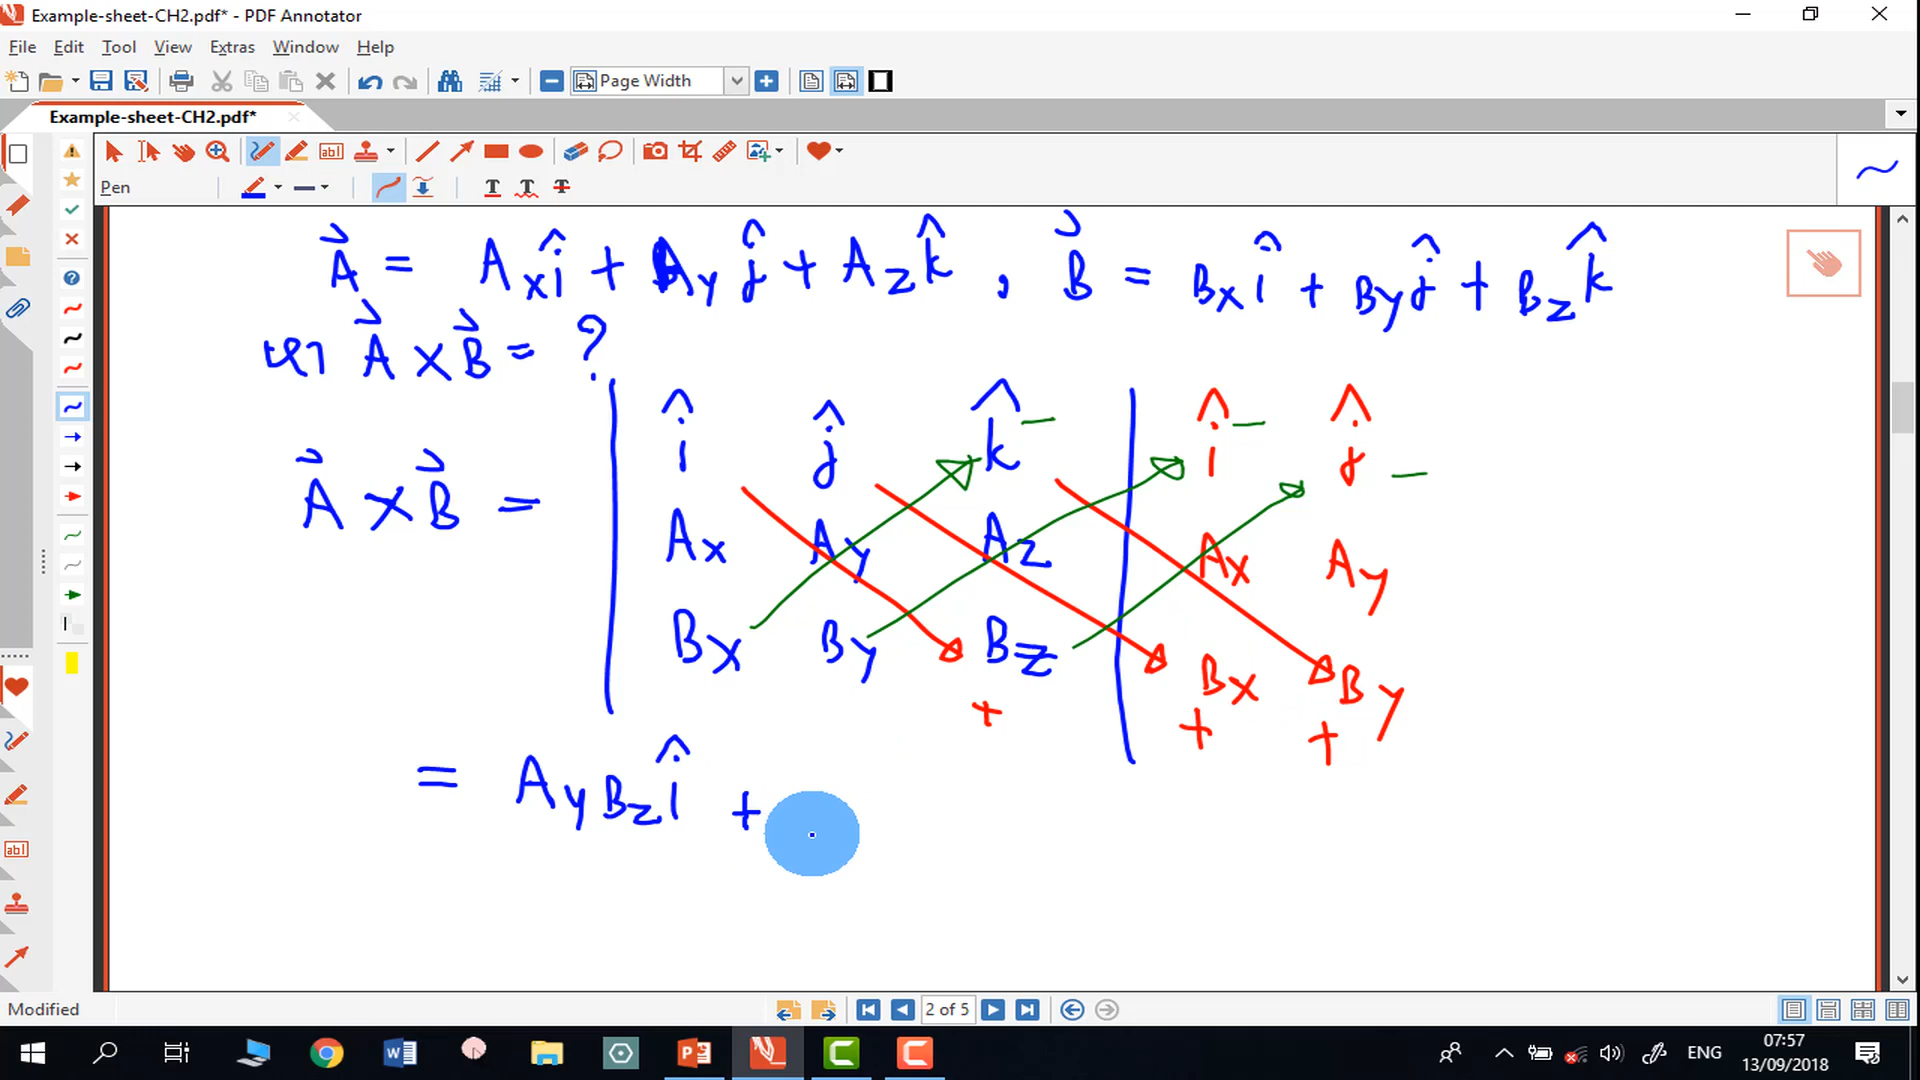 Example-sheet-CH2.pdf* - PDF Annotator
File Edit Tool View Extras Window Help
Page Width
Example-sheet-CH2.pdf*
Pen
A⃗ = Axî + Ayĵ + Azk̂ , B⃗ = Bxî + Byĵ + Bzk̂
A⃗ × B⃗ = ?
î ĵ k̂ − î − ĵ −
A⃗ × B⃗ =
Ax Ay Az Ax Ay
Bx By Bz Bx By
+ + +
= AyBzî +
Modified
2 of 5
07:57
ENG
13/09/2018